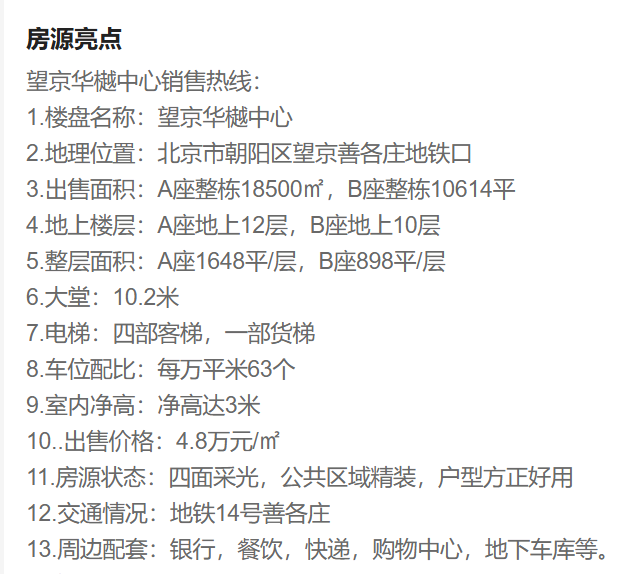 房源亮点
望京华樾中心销售热线：
1.楼盘名称：望京华樾中心
2.地理位置：北京市朝阳区望京善各庄地铁口
3.出售面积：A座整栋18500㎡，B座整栋10614平
4.地上楼层：A座地上12层，B座地上10层
5.整层面积：A座1648平/层，B座898平/层
6.大堂：10.2米
7.电梯：四部客梯，一部货梯
8.车位配比：每万平米63个
9.室内净高：净高达3米
10..出售价格：4.8万元/㎡
11.房源状态：四面采光，公共区域精装，户型方正好用
12.交通情况：地铁14号善各庄
13.周边配套：银行，餐饮，快递，购物中心，地下车库等。